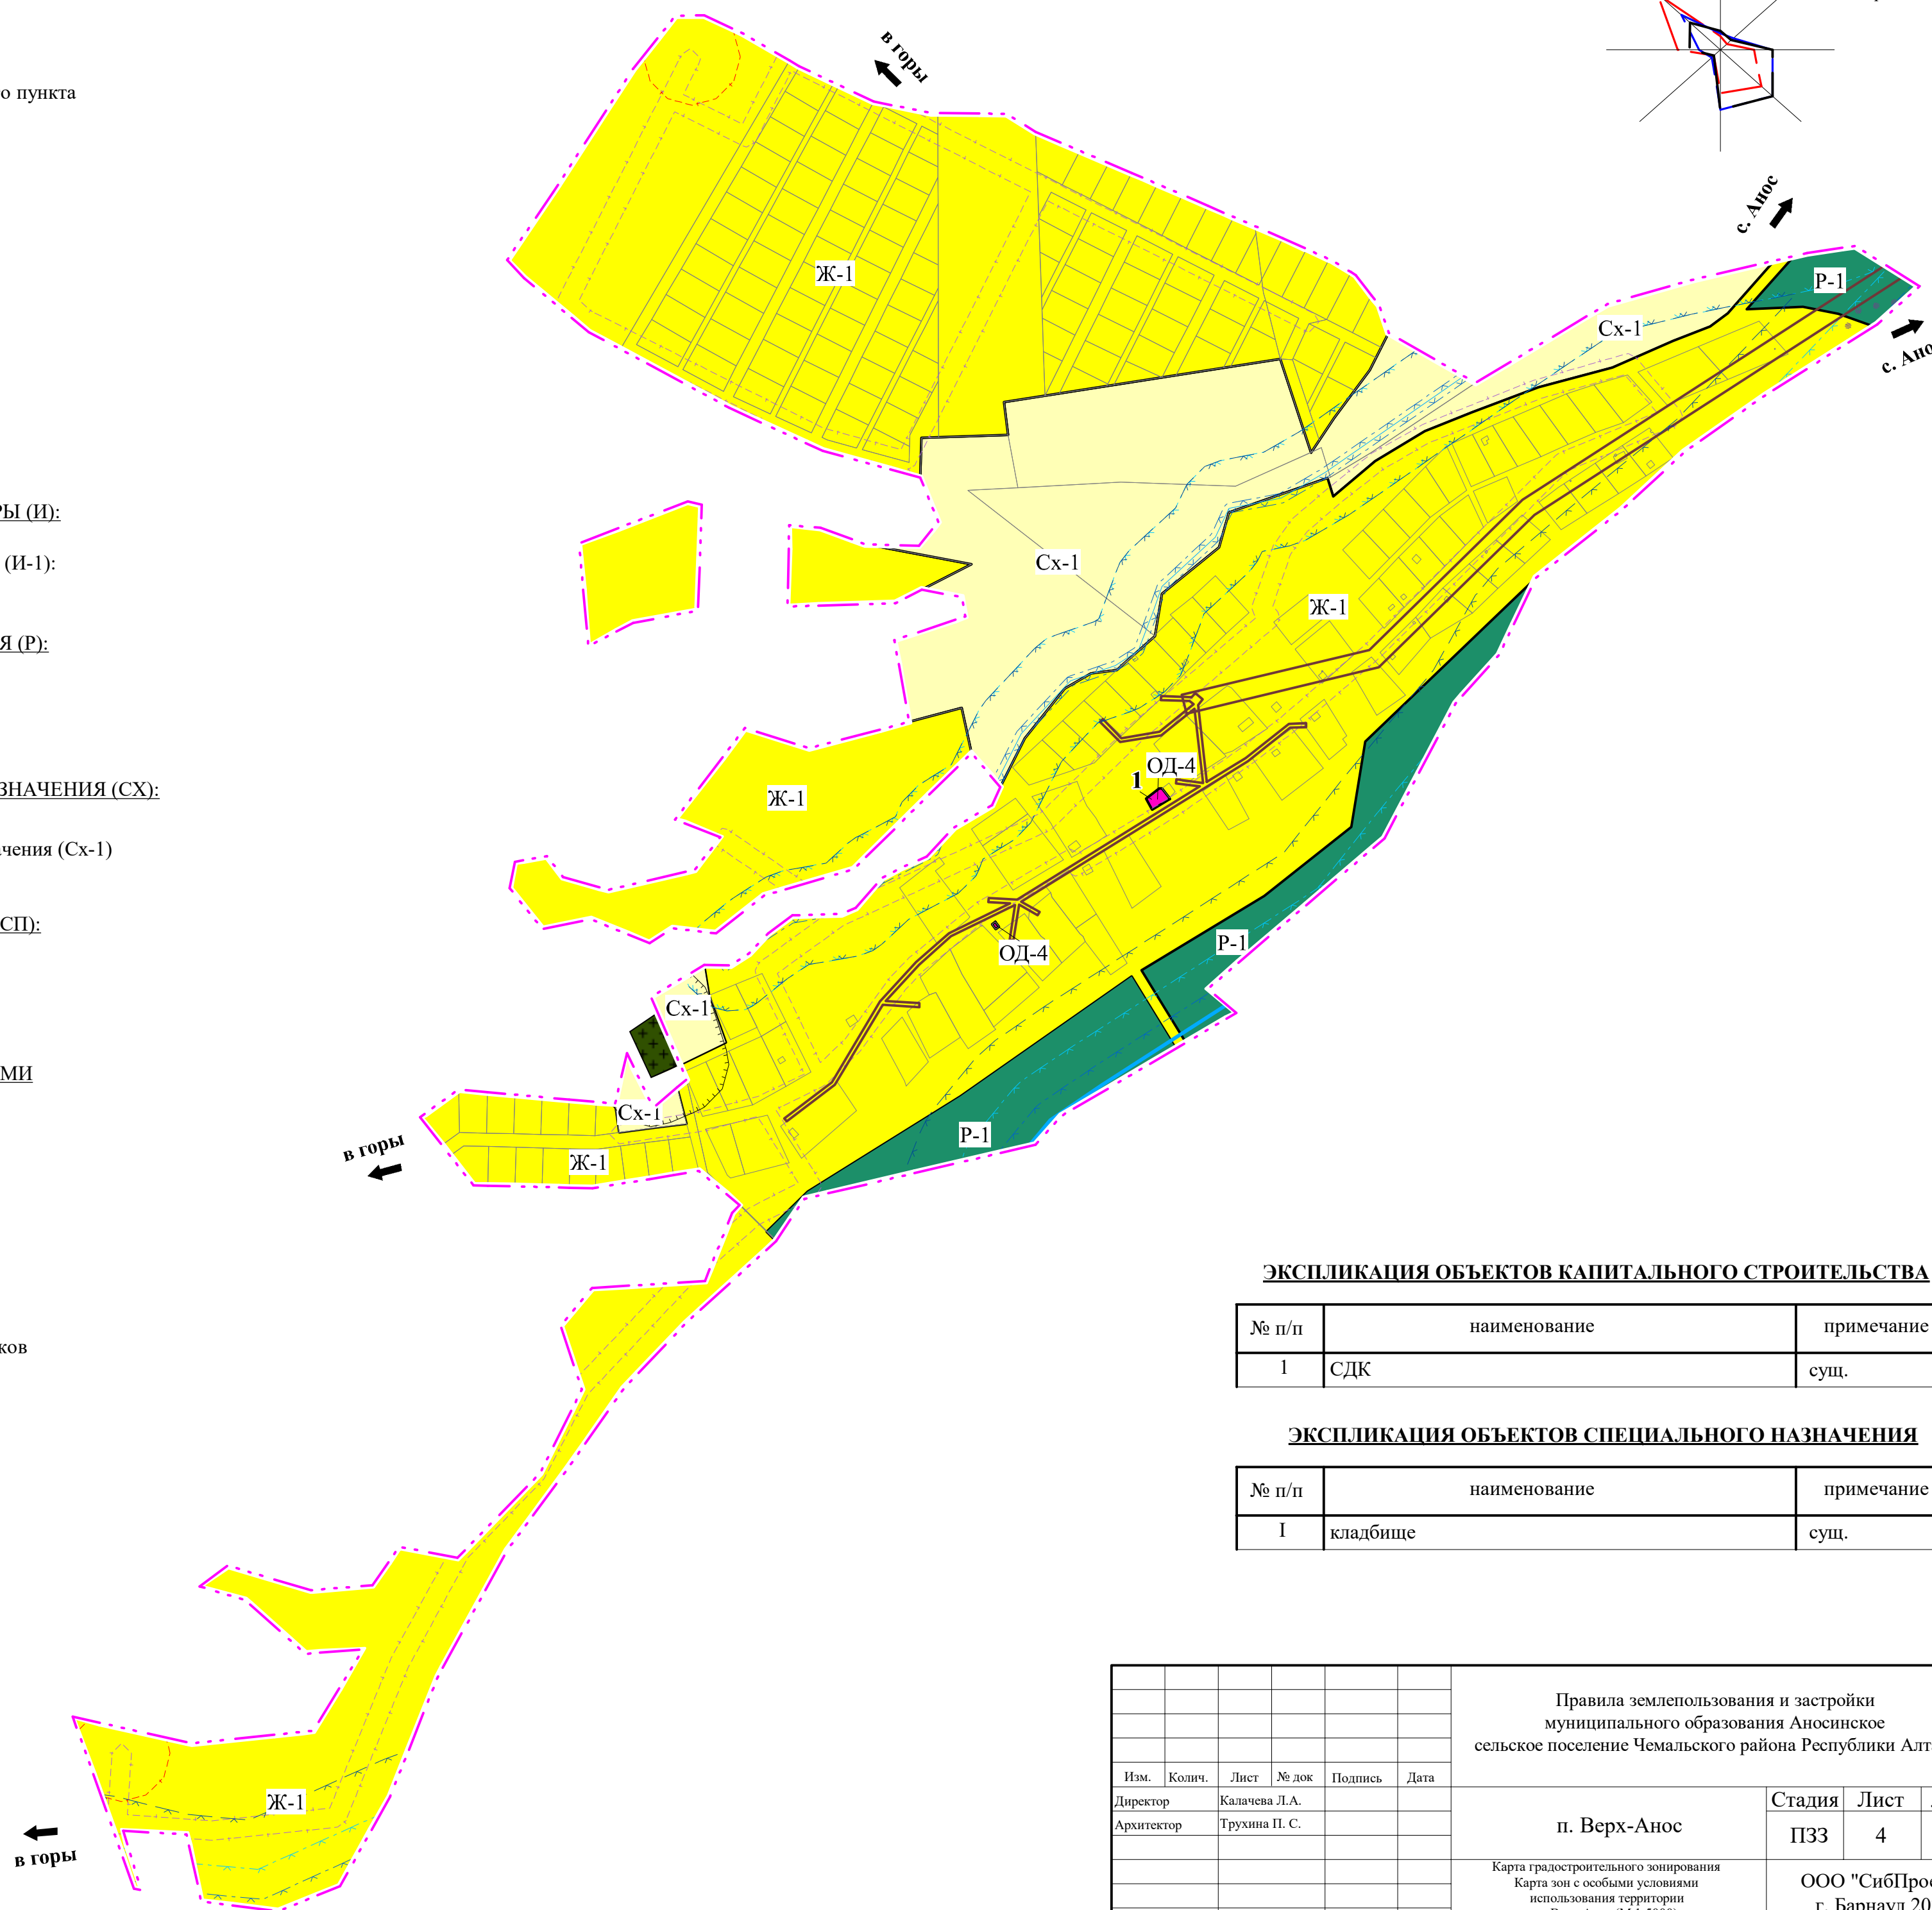 о пункта
РЫ (И):
(И-1):
Я (Р):
ЗНАЧЕНИЯ (СХ):
ачения (Сх-1)
СП):
МИ
ков
в горы
с. Анос
Р-1
Сх-1
с. Ано
Ж-1
Сх-1
Ж-1
ОД-4
1
Ж-1
Р-1
ОД-4
Сх-1
Сх-1
Р-1
в горы
Ж-1
Ж-1
в горы
ЭКСПЛИКАЦИЯ ОБЪЕКТОВ КАПИТАЛЬНОГО СТРОИТЕЛЬСТВА
№ п/п наименование примечание
1 СДК сущ.
ЭКСПЛИКАЦИЯ ОБЪЕКТОВ СПЕЦИАЛЬНОГО НАЗНАЧЕНИЯ
№ п/п наименование примечание
I кладбище сущ.
Правила землепользования и застройки
муниципального образования Аносинское
сельское поселение Чемальского района Республики Алт
Изм. Колич. Лист № док Подпись Дата
Директор Калачева Л.А.
Архитектор Трухина П. С.
п. Верх-Анос
Стадия Лист
ПЗЗ 4
Карта градостроительного зонирования
Карта зон с особыми условиями
использования территории
ООО "СибПрое
г. Барнаул 20